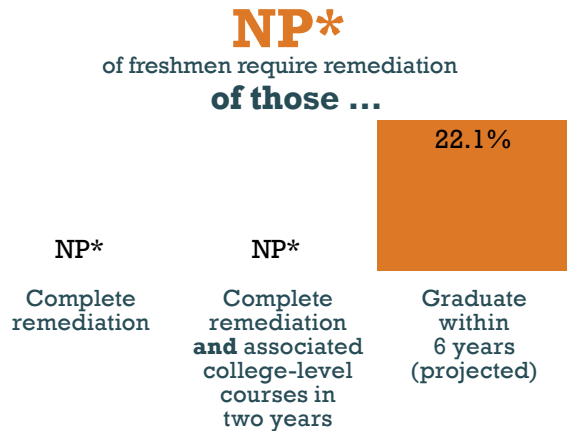 NP*
of freshmen require remediation
of those ...
22.1%
NP*
NP*
Complete
remediation
Complete
remediation
and associated
college-level
courses in
two years
Graduate
within
6 years
(projected)